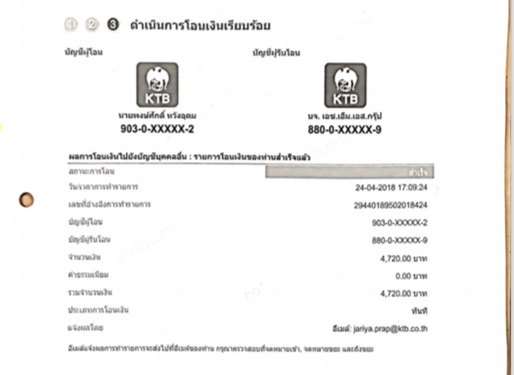 1 2 3 ดำเนินการโอนเงินเรียบร้อย
บัญชีผู้โอน บัญชีผู้รับโอน
KTB KTB
นายพงษ์ศักดิ์ หวังอุดม บจ. เอช.เอ็ม.เอส.กรุ๊ป
903-0-XXXXX-2 880-0-XXXXX-9
ผลการโอนเงินไปยังบัญชีบุคคลอื่น : รายการโอนเงินของท่านสำเร็จแล้ว
สถานะการโอน สำเร็จ
วัน/เวลาการทำรายการ 24-04-2018 17:09:24
เลขที่อ้างอิงการทำรายการ 29440189502018424
บัญชีผู้โอน 903-0-XXXXX-2
บัญชีผู้รับโอน 880-0-XXXXX-9
จำนวนเงิน 4,720.00 บาท
ค่าธรรมเนียม 0.00 บาท
รวมจำนวนเงิน 4,720.00 บาท
ประเภทการโอนเงิน ทันที
แจ้งผลโดย อีเมล์: jariya.prap@ktb.co.th
อีเมล์แจ้งผลการทำรายการจะส่งไปที่อีเมล์ของท่าน กรุณาตรวจสอบที่จดหมายเข้า, จดหมายขยะ และถังขยะ